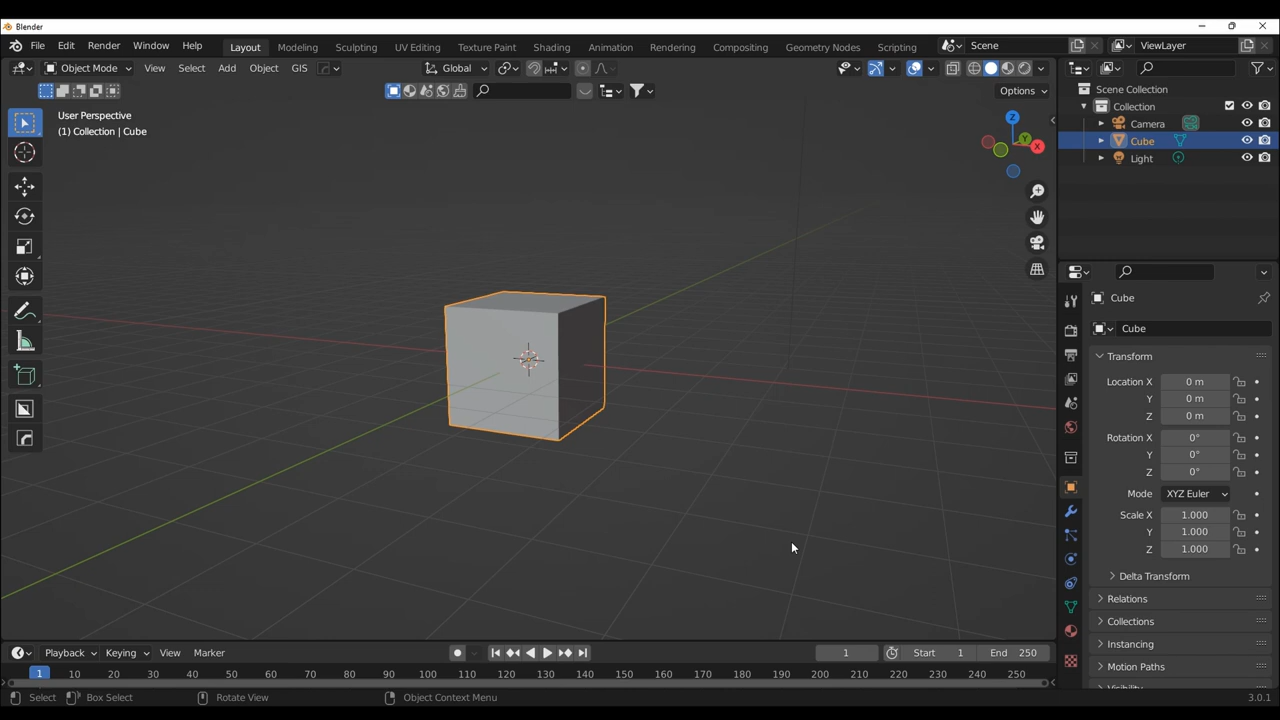 Blender
File Edit Render Window Help Layout Modeling Sculpting UV Editing Texture Paint Shading Animation Rendering Compositing Geometry Nodes Scripting Scene ViewLayer
Object Mode View Select Add Object GIS Global
Options
User Perspective
(1) Collection | Cube
Z
Y
X
Scene Collection
Collection
Camera
Cube
Light
Cube
Cube
Transform
Location X 0 m
Y 0 m
Z 0 m
Rotation X 0°
Y 0°
Z 0°
Mode XYZ Euler
Scale X 1.000
Y 1.000
Z 1.000
Delta Transform
Relations
Collections
Instancing
Motion Paths
Visibility
Playback Keying View Marker 1 Start 1 End 250
1 10 20 30 40 50 60 70 80 90 100 110 120 130 140 150 160 170 180 190 200 210 220 230 240 250
Select Box Select Rotate View Object Context Menu 3.0.1